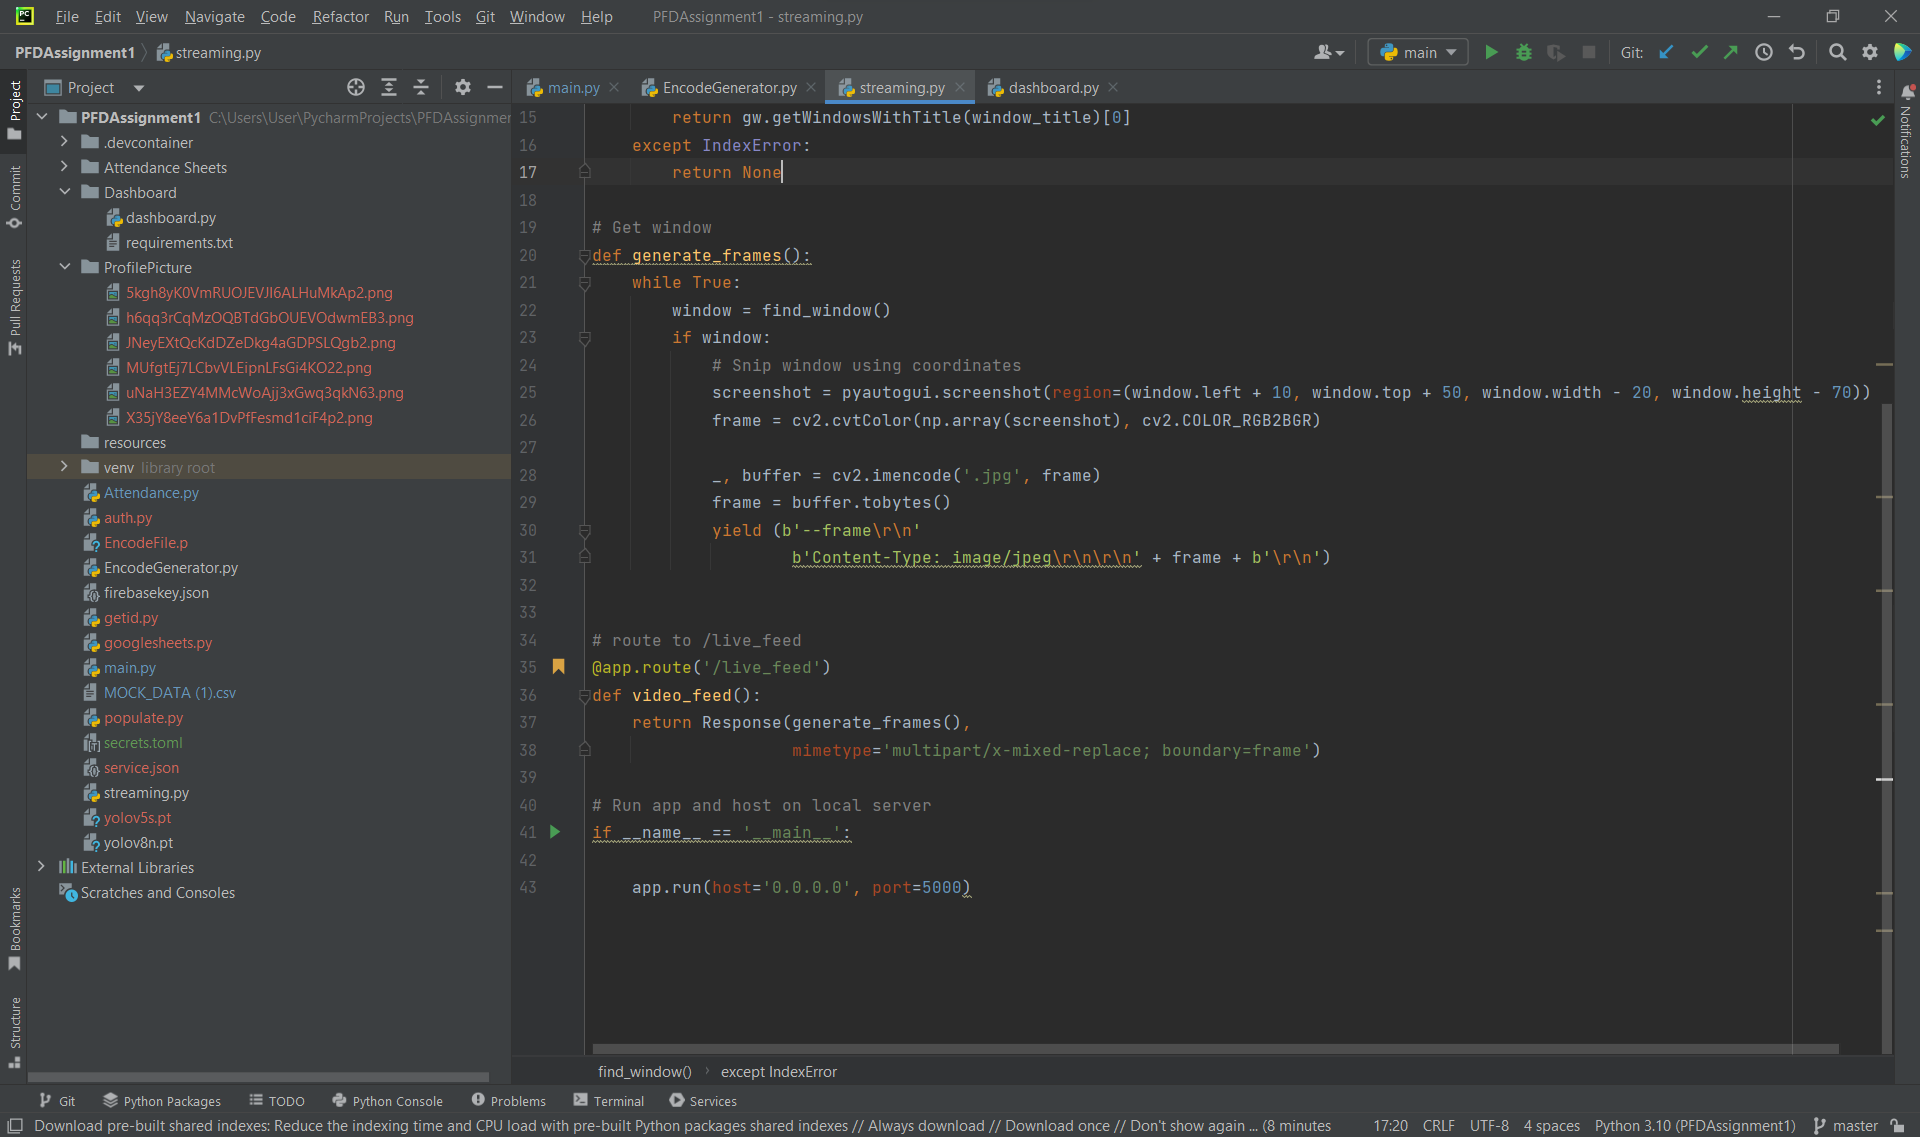 File Edit View Navigate Code Refactor Run Tools Git Window Help PFDAssignment1 - streaming.py
PFDAssignment1 streaming.py main Git:
Project
main.py EncodeGenerator.py streaming.py dashboard.py
Project
Commit
Pull Requests
Bookmarks
Structure
Notifications
PFDAssignment1 C:\Users\User\PycharmProjects\PFDAssignmer
.devcontainer
Attendance Sheets
Dashboard
dashboard.py
requirements.txt
ProfilePicture
5kgh8yK0VmRUOJEVJI6ALHuMkAp2.png
h6qq3rCqMzOQBTdGbOUEVOdwmEB3.png
JNeyEXtQcKdDZeDkg4aGDPSLQgb2.png
MUfgtEj7LCbvVLEipnLFsGi4KO22.png
uNaH3EZY4MMcWoAjj3xGwq3qkN63.png
X35jY8eeY6a1DvPfFesmd1ciF4p2.png
resources
venv library root
Attendance.py
auth.py
EncodeFile.p
EncodeGenerator.py
firebasekey.json
getid.py
googlesheets.py
main.py
MOCK_DATA (1).csv
populate.py
secrets.toml
service.json
streaming.py
yolov5s.pt
yolov8n.pt
External Libraries
Scratches and Consoles
15 return gw.getWindowsWithTitle(window_title)[0]
16 except IndexError:
17 return None
18
19 # Get window
20 def generate_frames():
21 while True:
22 window = find_window()
23 if window:
24 # Snip window using coordinates
25 screenshot = pyautogui.screenshot(region=(window.left + 10, window.top + 50, window.width - 20, window.height - 70))
26 frame = cv2.cvtColor(np.array(screenshot), cv2.COLOR_RGB2BGR)
27
28 _, buffer = cv2.imencode('.jpg', frame)
29 frame = buffer.tobytes()
30 yield (b'--frame\r\n'
31 b'Content-Type: image/jpeg\r\n\r\n' + frame + b'\r\n')
32
33
34 # route to /live_feed
35 @app.route('/live_feed')
36 def video_feed():
37 return Response(generate_frames(),
38 mimetype='multipart/x-mixed-replace; boundary=frame')
39
40 # Run app and host on local server
41 if __name__ == '__main__':
42
43 app.run(host='0.0.0.0', port=5000)
find_window() except IndexError
Git Python Packages TODO Python Console Problems Terminal Services
Download pre-built shared indexes: Reduce the indexing time and CPU load with pre-built Python packages shared indexes // Always download // Download once // Don't show again ... (8 minutes 17:20 CRLF UTF-8 4 spaces Python 3.10 (PFDAssignment1) master